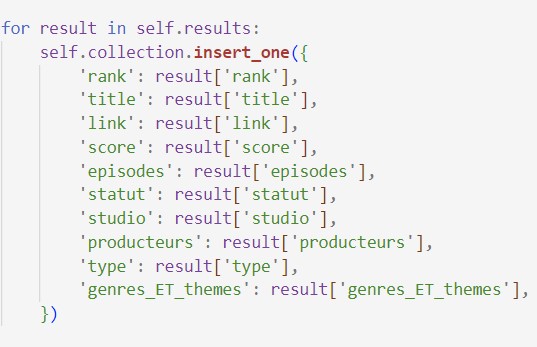 for result in self.results:
    self.collection.insert_one({
        'rank': result['rank'],
        'title': result['title'],
        'link': result['link'],
        'score': result['score'],
        'episodes': result['episodes'],
        'statut': result['statut'],
        'studio': result['studio'],
        'producteurs': result['producteurs'],
        'type': result['type'],
        'genres_ET_themes': result['genres_ET_themes'],
    })